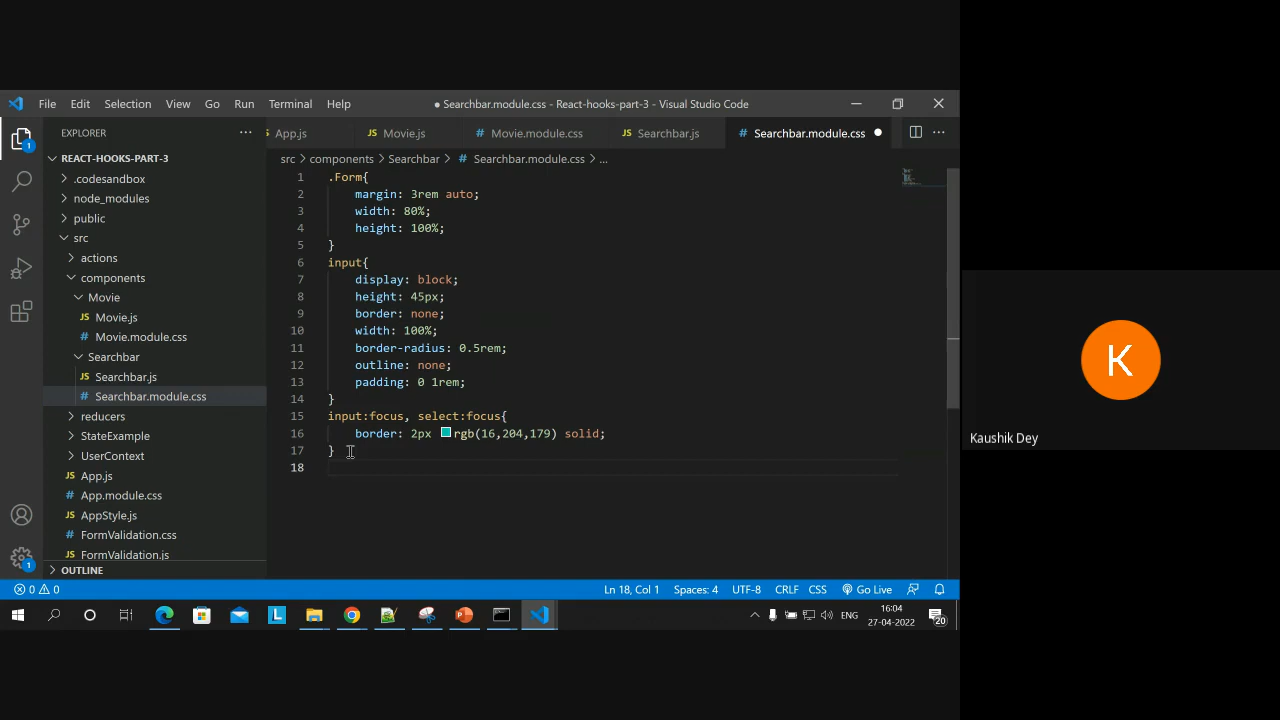 File Edit Selection View Go Run Terminal Help ● Searchbar.module.css - React-hooks-part-3 - Visual Studio Code
EXPLORER ··· App.js Movie.js Movie.module.css Searchbar.js Searchbar.module.css
src > components > Searchbar > # Searchbar.module.css > ...
REACT-HOOKS-PART-3
.codesandbox
node_modules
public
src
actions
components
Movie
Movie.js
Movie.module.css
Searchbar
Searchbar.js
Searchbar.module.css
reducers
StateExample
UserContext
App.js
App.module.css
AppStyle.js
FormValidation.css
FormValidation.js
OUTLINE
1 .Form{
2 margin: 3rem auto;
3 width: 80%;
4 height: 100%;
5 }
6 input{
7 display: block;
8 height: 45px;
9 border: none;
10 width: 100%;
11 border-radius: 0.5rem;
12 outline: none;
13 padding: 0 1rem;
14 }
15 input:focus, select:focus{
16 border: 2px rgb(16,204,179) solid;
17 }
18
0 0 Ln 18, Col 1 Spaces: 4 UTF-8 CRLF CSS Go Live
ENG 16:04
27-04-2022 20
K
Kaushik Dey